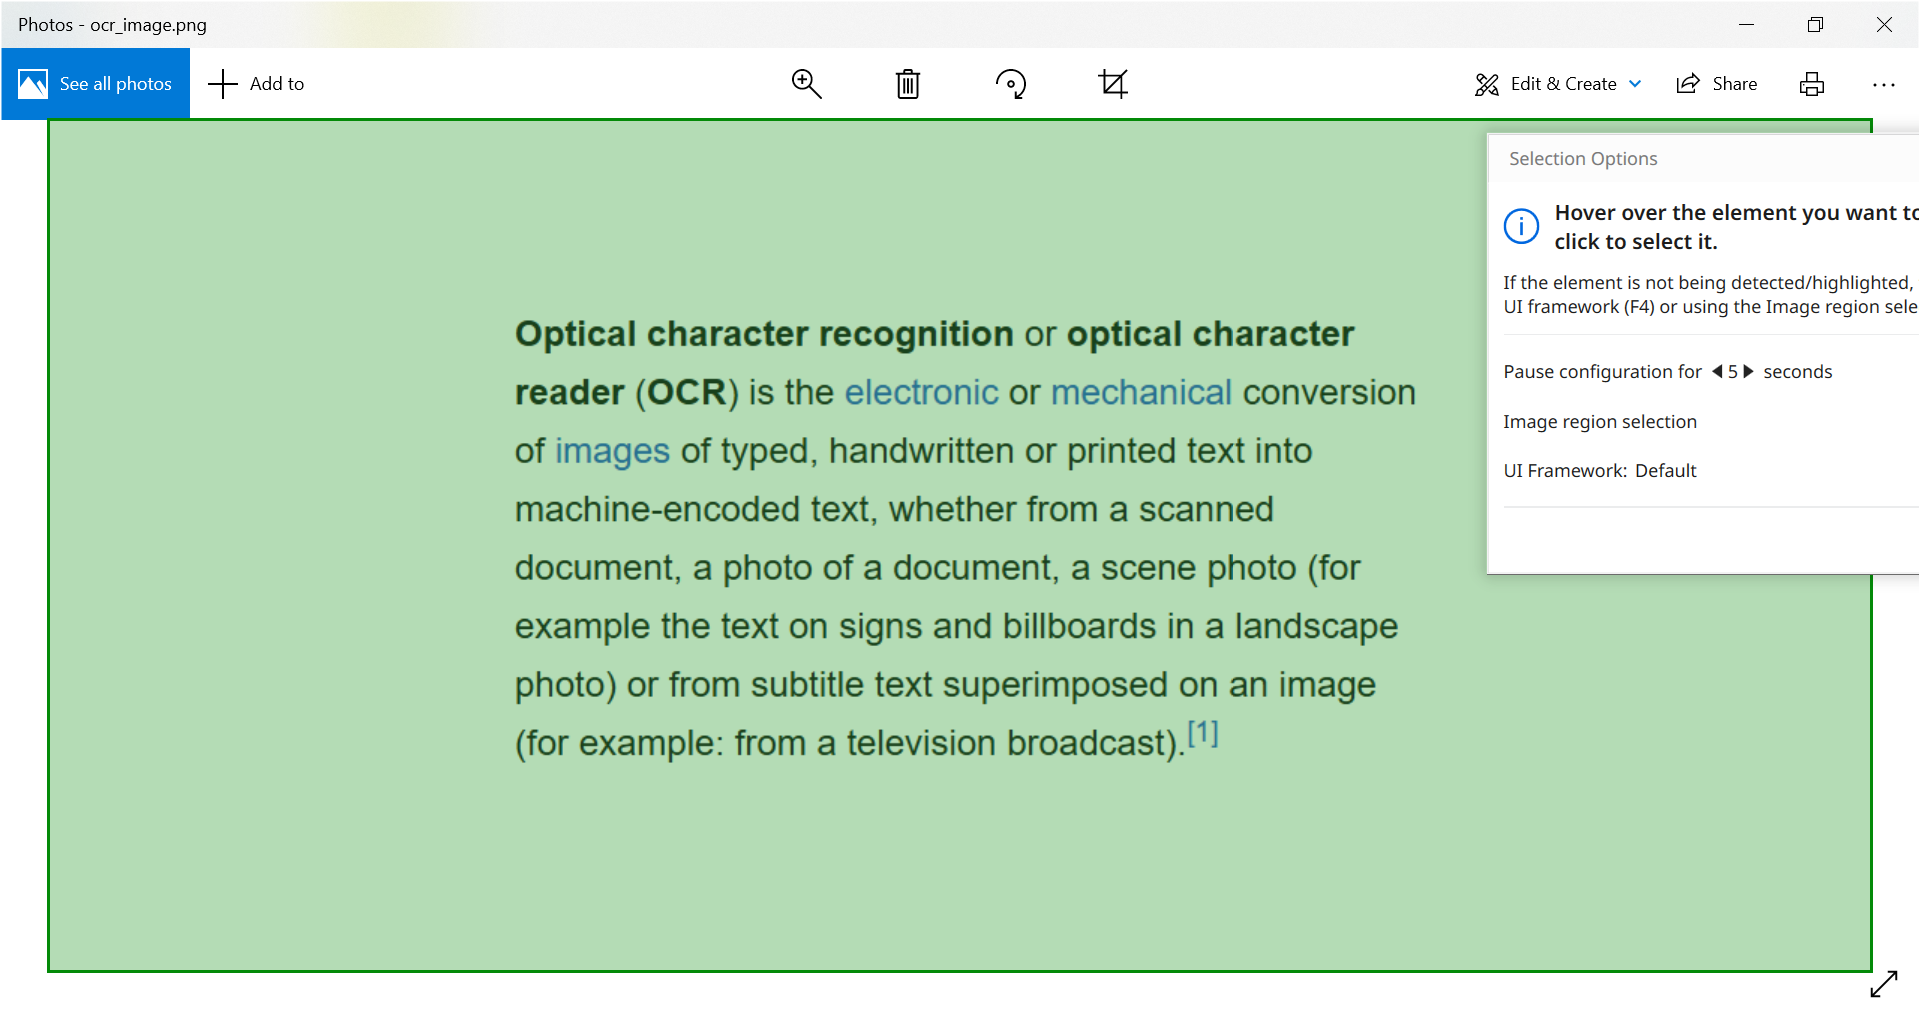 Photos - ocr_image.png
See all photos
Add to
Edit & Create
Share
Selection Options
Hover over the element you want to
click to select it.
If the element is not being detected/highlighted,
UI framework (F4) or using the Image region sele
Pause configuration for 5 seconds
Image region selection
UI Framework: Default
Optical character recognition or optical character
reader (OCR) is the electronic or mechanical conversion
of images of typed, handwritten or printed text into
machine-encoded text, whether from a scanned
document, a photo of a document, a scene photo (for
example the text on signs and billboards in a landscape
photo) or from subtitle text superimposed on an image
(for example: from a television broadcast).[1]